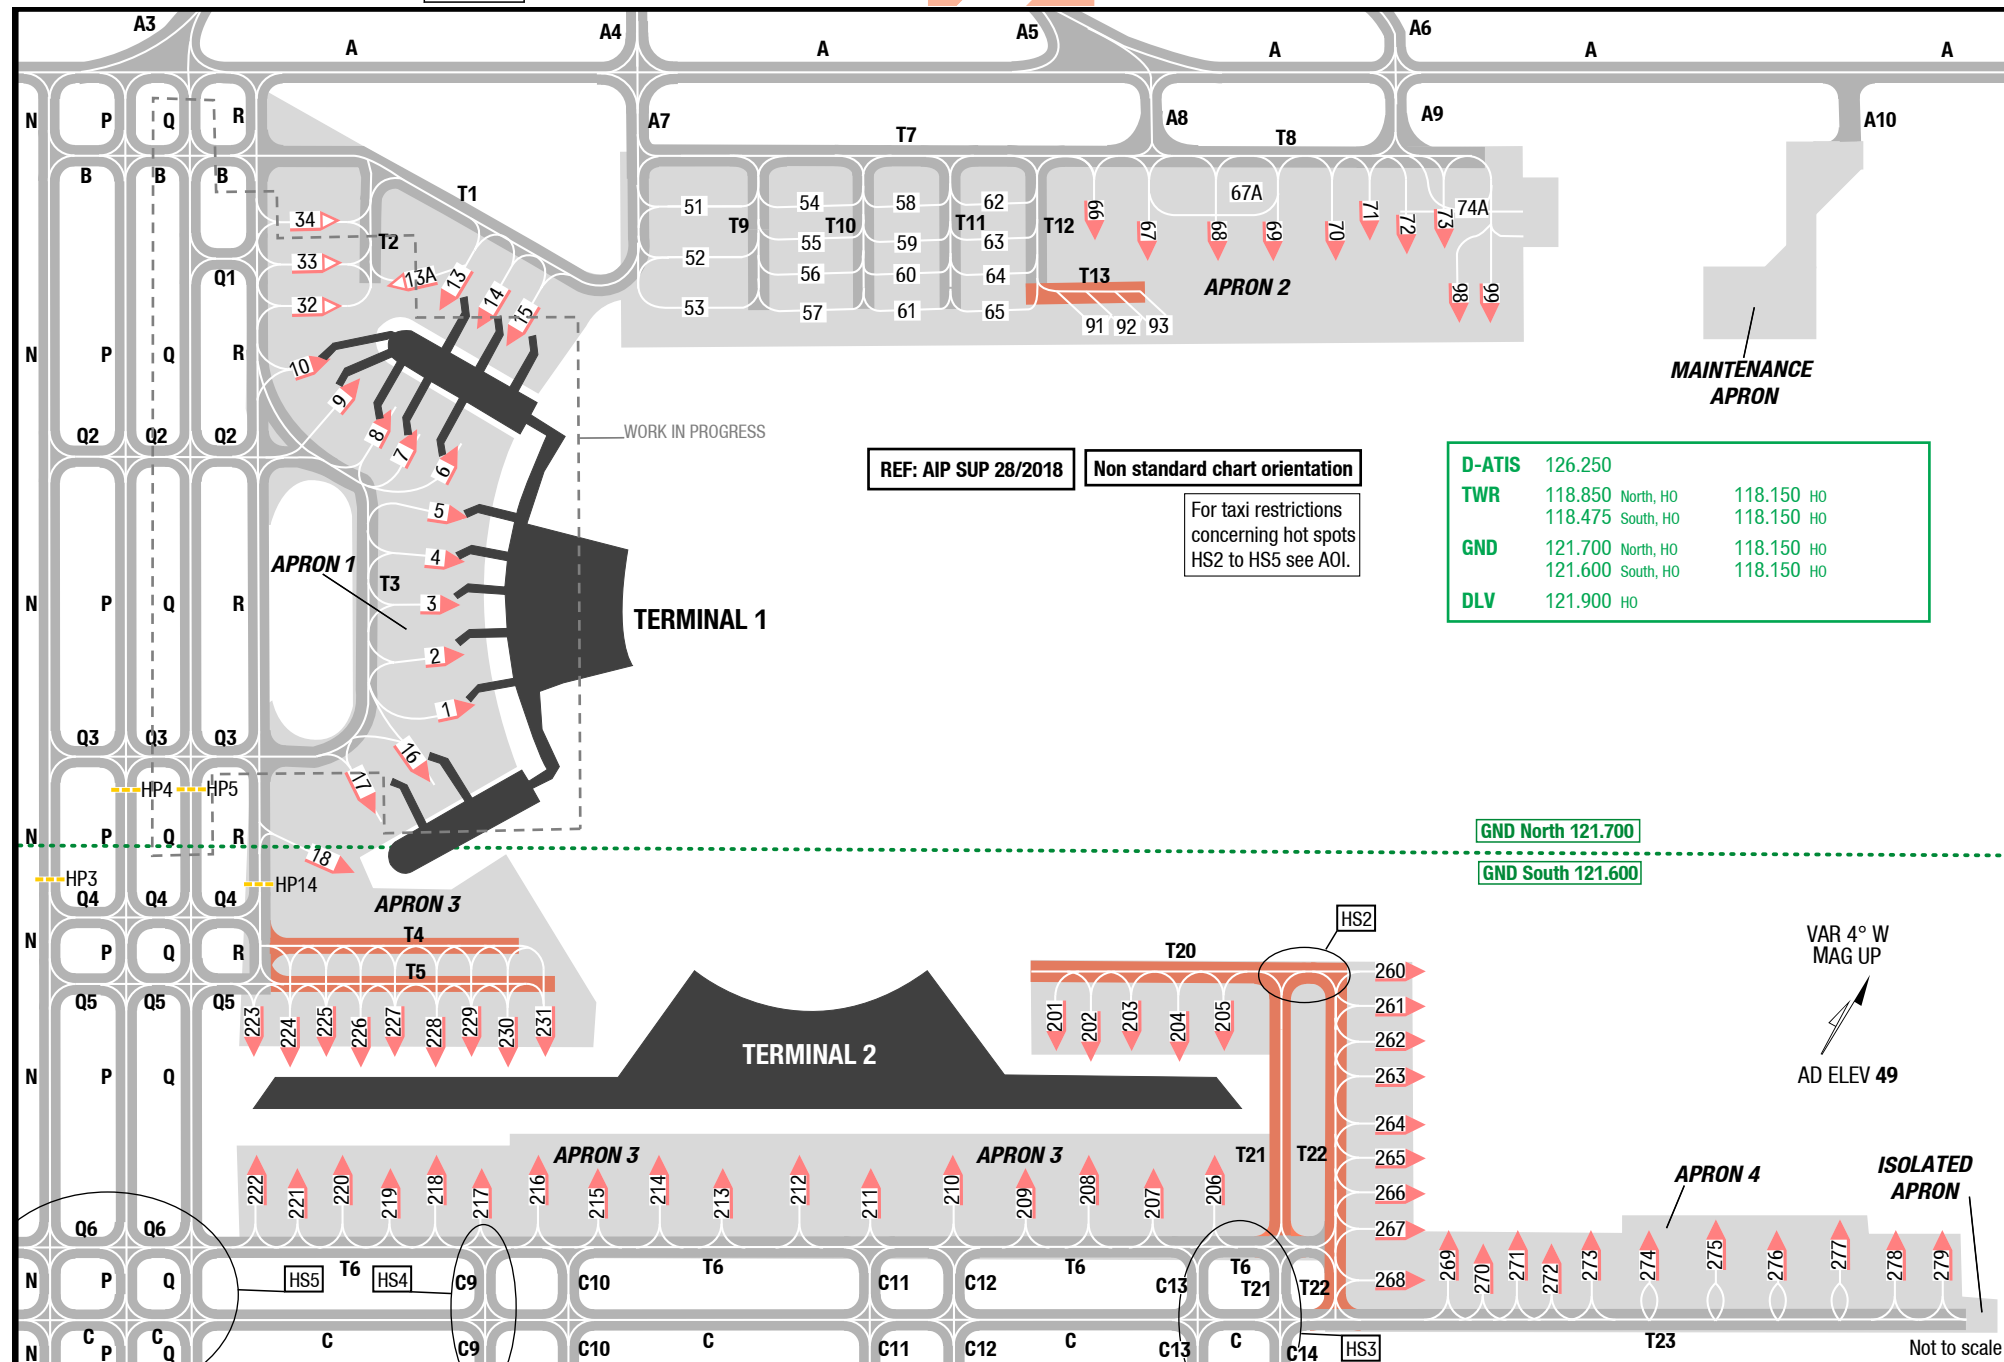 A3
A
A4
A
A5
A
A6
A
A
N
P
Q
R
A7
T7
A8
T8
A9
A10
B
B
B
T1
34
T2
33
Q1
13A
13
14
15
32
51
T9
54
T10
58
T11
62
T12
66
67
67A
68
69
70
71
72
73
74A
55
59
63
52
56
60
64
T13
APRON 2
98
99
53
57
61
65
91
92
93
N
P
Q
R
10
9
8
7
6
MAINTENANCE
APRON
Q2
Q2
Q2
WORK IN PROGRESS
REF: AIP SUP 28/2018
Non standard chart orientation
For taxi restrictions
concerning hot spots
HS2 to HS5 see AOI.
D-ATIS 126.250
TWR 118.850 North, HO 118.150 HO
118.475 South, HO 118.150 HO
GND 121.700 North, HO 118.150 HO
121.600 South, HO 118.150 HO
DLV 121.900 HO
5
4
APRON 1
T3
3
N
P
Q
R
TERMINAL 1
2
1
Q3
Q3
Q3
16
17
HP4
HP5
N
P
Q
R
GND North 121.700
GND South 121.600
18
HP3
HP14
Q4
Q4
Q4
APRON 3
HS2
N
P
Q
R
T4
T5
T20
VAR 4° W
MAG UP
AD ELEV 49
Q5
Q5
Q5
223
224
225
226
227
228
229
230
231
201
202
203
204
205
260
261
262
263
264
265
266
267
268
N
P
Q
TERMINAL 2
APRON 3
APRON 3
T21
T22
APRON 4
ISOLATED
APRON
222
221
220
219
218
217
216
215
214
213
212
211
210
209
208
207
206
Q6
Q6
269
270
271
272
273
274
275
276
277
278
279
N
P
Q
HS5
T6
HS4
C9
C10
T6
C11
C12
T6
C13
T6
T21
T22
C
C
N
P
Q
C
C9
C10
C
C11
C12
C
C13
C
C14
HS3
T23
Not to scale